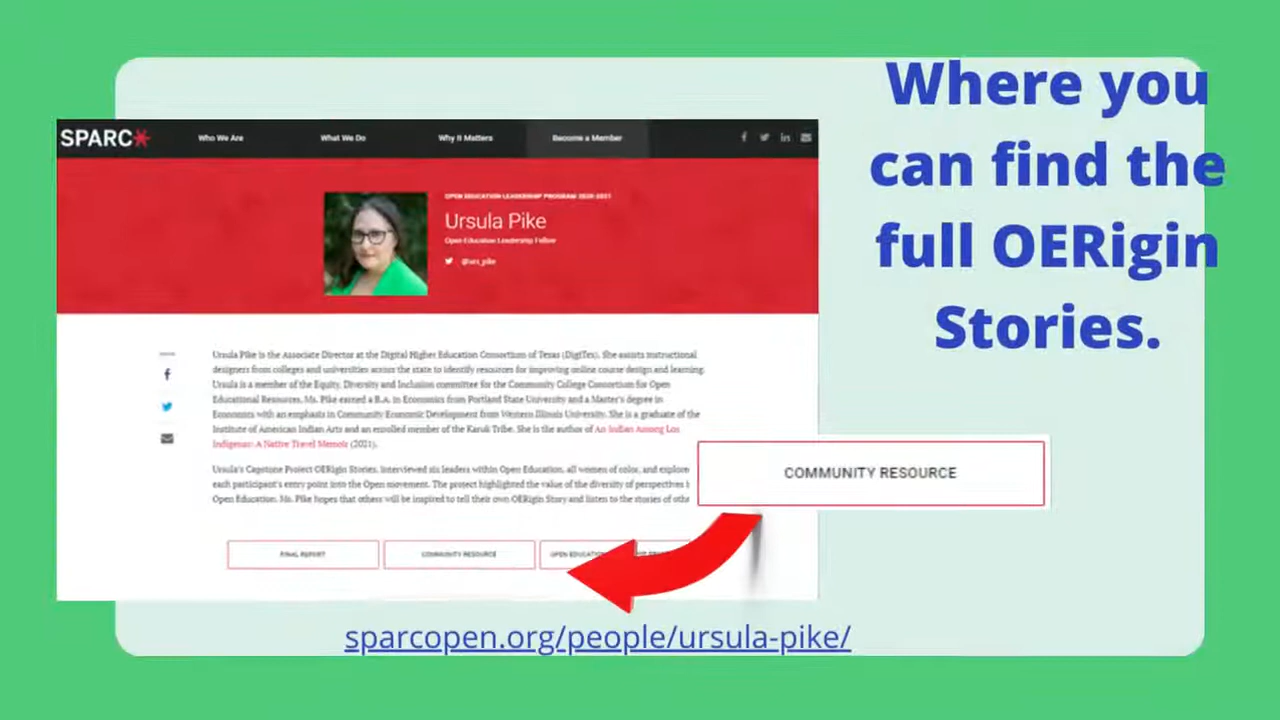 Where you
can find the
full OERigin
Stories.
SPARC
Who We Are
What We Do
Why It Matters
Become a Member
OPEN EDUCATION LEADERSHIP PROGRAM 2020-2021
Ursula Pike
Open Education Leadership Fellow
@urs_pike
Ursula Pike is the Associate Director at the Digital Higher Education Consortium of Texas (DigiTex). She assists instructional
designers from colleges and universities across the state to identify resources for improving online course design and learning.
Ursula is a member of the Equity, Diversity and Inclusion committee for the Community College Consortium for Open
Educational Resources. Ms. Pike earned a B.A. in Economics from Portland State University and a Master's degree in
Economics with an emphasis in Community Economic Development from Western Illinois University. She is a graduate of the
Institute of American Indian Arts and an enrolled member of the Karuk Tribe. She is the author of An Indian Among Los
Indígenas: A Native Travel Memoir (2021).
Ursula's Capstone Project OERigin Stories, interviewed six leaders within Open Education, all women of color, and explore
each participant's entry point into the Open movement. The project highlighted the value of the diversity of perspectives i
Open Education. Ms. Pike hopes that others will be inspired to tell their own OERigin Story and listen to the stories of othe
COMMUNITY RESOURCE
FINAL REPORT
COMMUNITY RESOURCE
OPEN EDUCATION
sparcopen.org/people/ursula-pike/